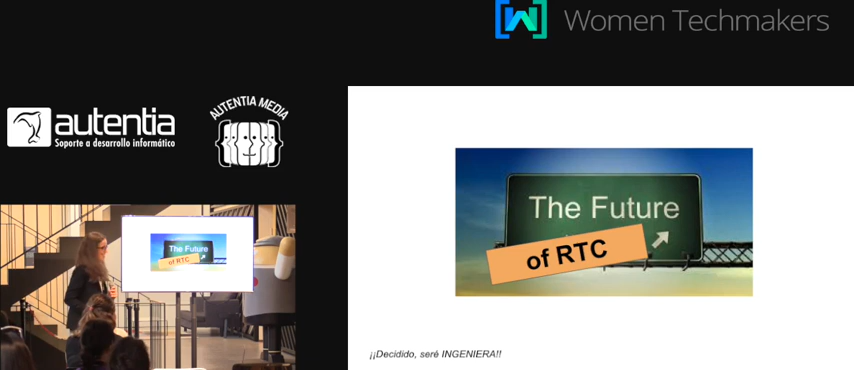 Women Techmakers
autentia
Soporte a desarrollo informático
AUTENTIA MEDIA
The Future
of RTC
The Future
of RTC
¡¡Decidido, seré INGENIERA!!